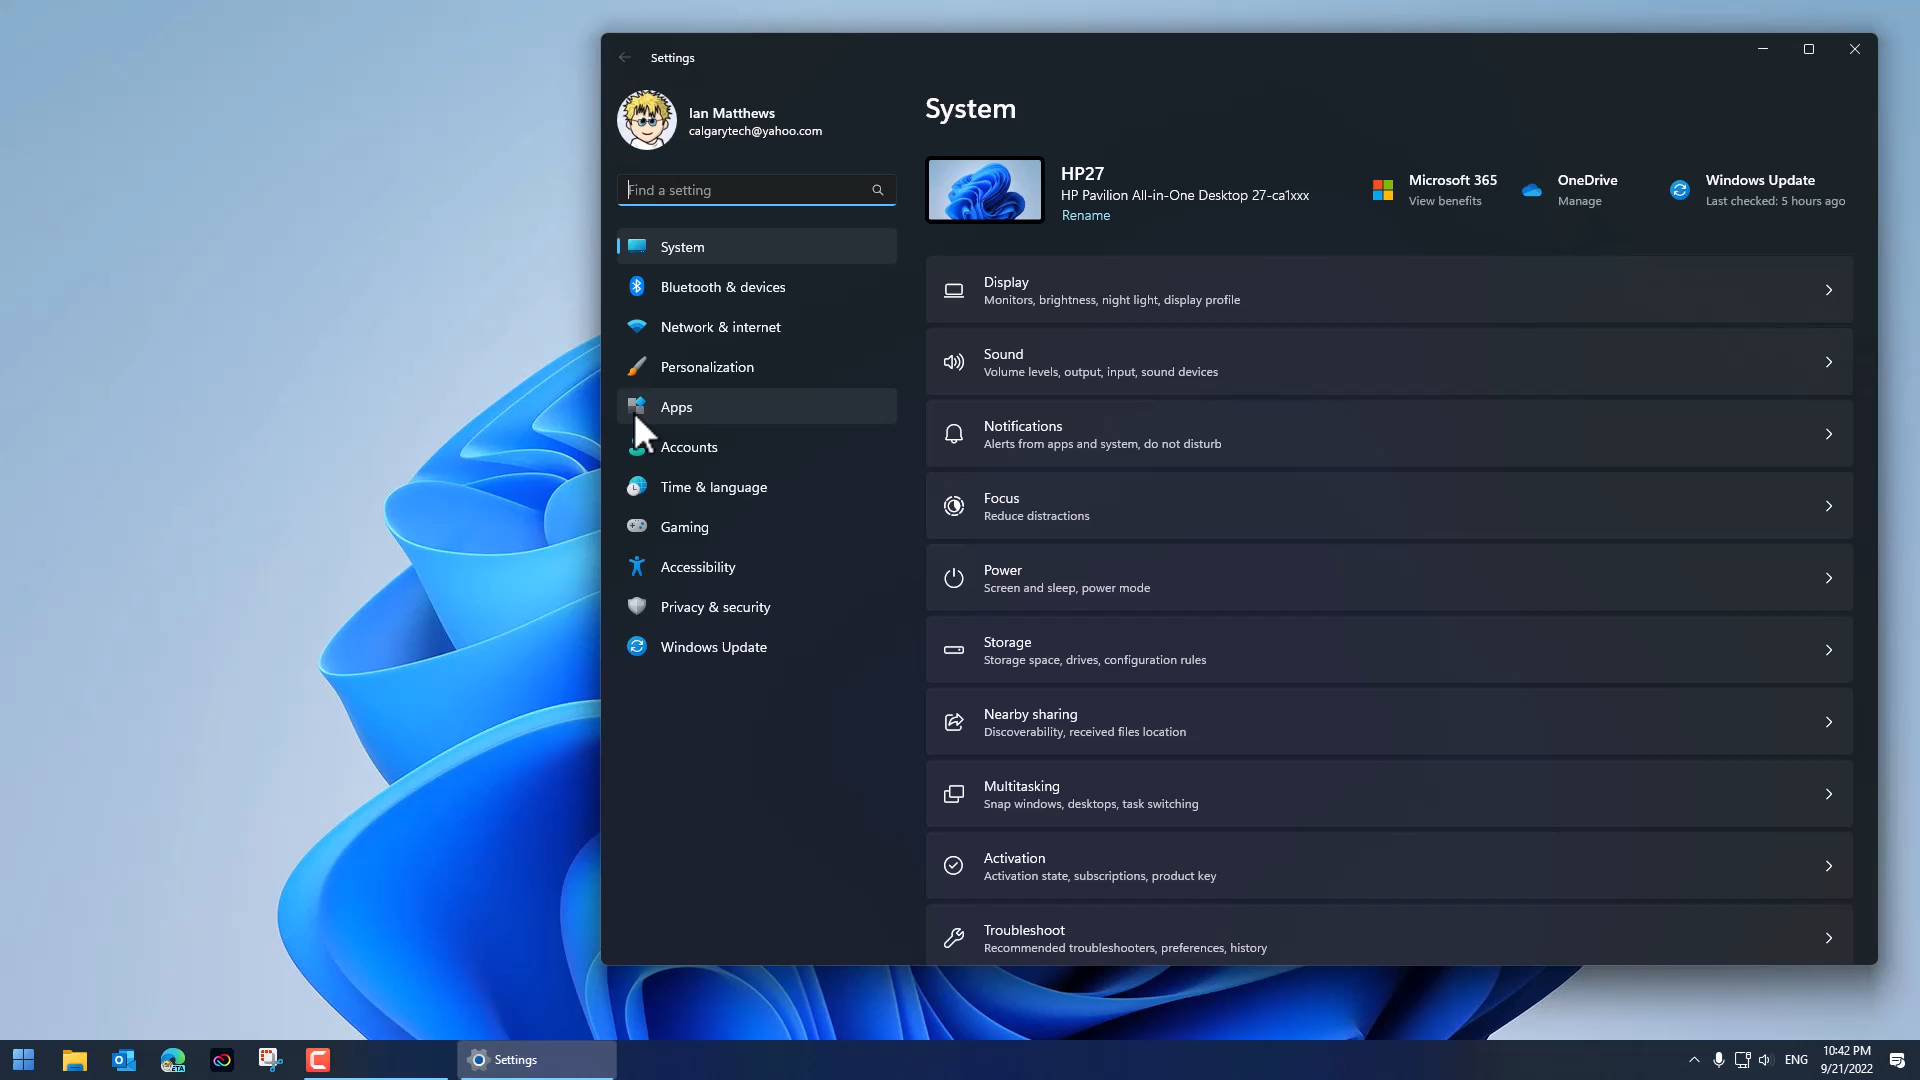 Settings
Ian Matthews
calgarytech@yahoo.com
Find a setting
System
Bluetooth & devices
Network & internet
Personalization
Apps
Accounts
Time & language
Gaming
Accessibility
Privacy & security
Windows Update
System
HP27
HP Pavilion All-in-One Desktop 27-ca1xxx
Rename
Microsoft 365
View benefits
OneDrive
Manage
Windows Update
Last checked: 5 hours ago
Display
Monitors, brightness, night light, display profile
Sound
Volume levels, output, input, sound devices
Notifications
Alerts from apps and system, do not disturb
Focus
Reduce distractions
Power
Screen and sleep, power mode
Storage
Storage space, drives, configuration rules
Nearby sharing
Discoverability, received files location
Multitasking
Snap windows, desktops, task switching
Activation
Activation state, subscriptions, product key
Troubleshoot
Recommended troubleshooters, preferences, history
BETA
Settings
ENG
10:42 PM
9/21/2022